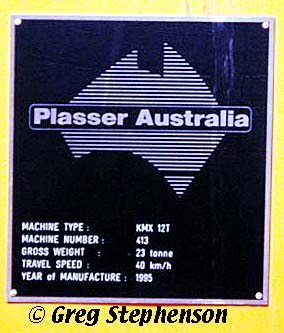 Plasser Australia
MACHINE TYPE : KMX 12T
MACHINE NUMBER : 413
GROSS WEIGHT : 23 tonne
TRAVEL SPEED : 40 km/h
YEAR of MANUFACTURE : 1995
© Greg Stephenson